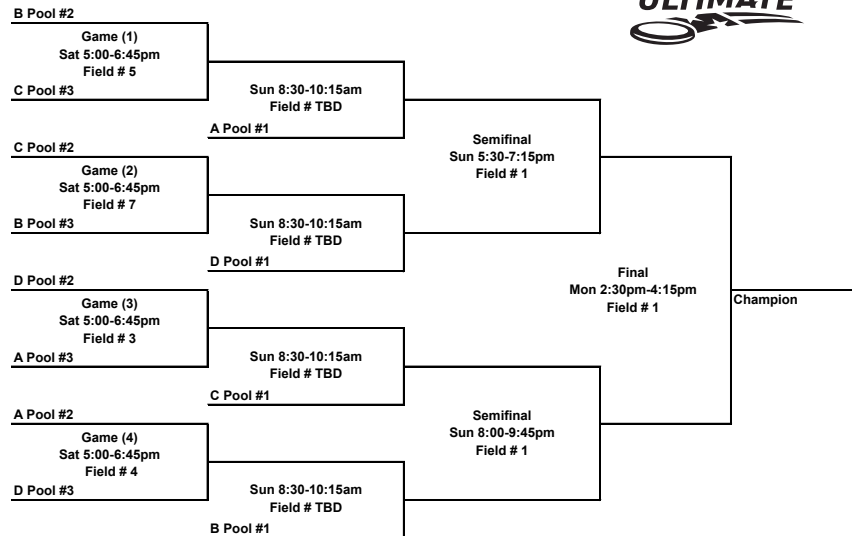 ULTIMATE
B Pool #2
Game (1)
Sat 5:00-6:45pm
Field # 5
C Pool #3
Sun 8:30-10:15am
Field # TBD
A Pool #1
C Pool #2
Game (2)
Sat 5:00-6:45pm
Field # 7
B Pool #3
Sun 8:30-10:15am
Field # TBD
D Pool #1
Semifinal
Sun 5:30-7:15pm
Field # 1
D Pool #2
Game (3)
Sat 5:00-6:45pm
Field # 3
A Pool #3
Sun 8:30-10:15am
Field # TBD
C Pool #1
A Pool #2
Game (4)
Sat 5:00-6:45pm
Field # 4
D Pool #3
Sun 8:30-10:15am
Field # TBD
B Pool #1
Semifinal
Sun 8:00-9:45pm
Field # 1
Final
Mon 2:30pm-4:15pm
Field # 1
Champion